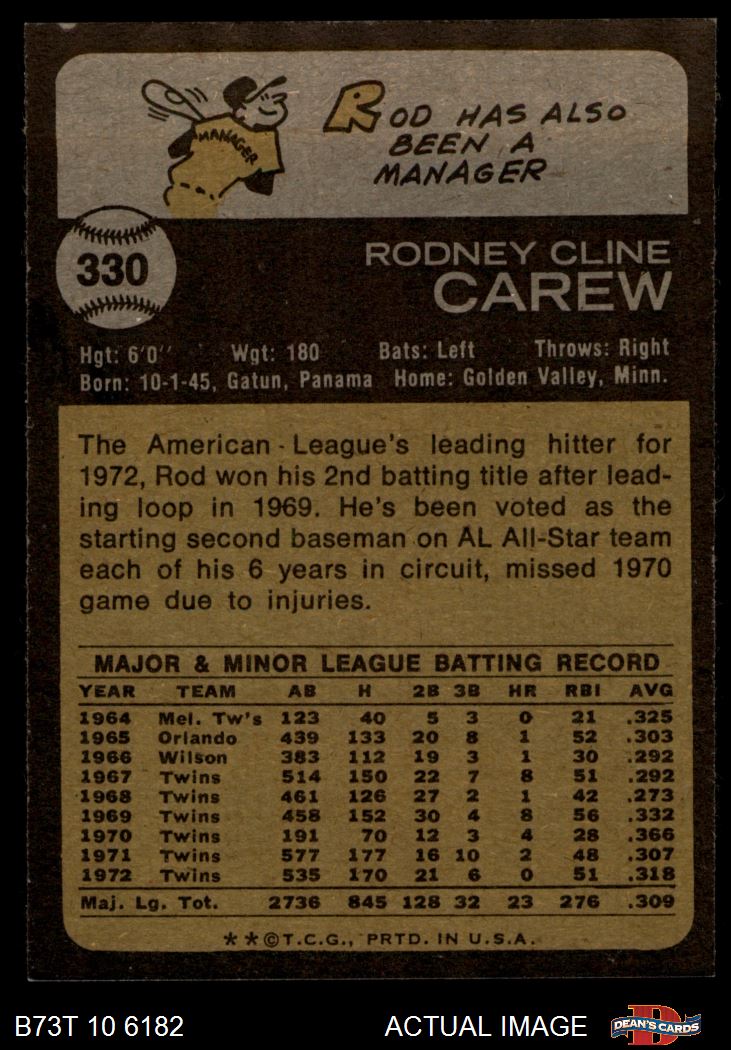 MANAGER
ROD HAS ALSO
BEEN A
MANAGER
330
RODNEY CLINE
CAREW
Hgt: 6'0" Wgt: 180 Bats: Left Throws: Right
Born: 10-1-45, Gatun, Panama Home: Golden Valley, Minn.
The American League's leading hitter for
1972, Rod won his 2nd batting title after lead-
ing loop in 1969. He's been voted as the
starting second baseman on AL All-Star team
each of his 6 years in circuit, missed 1970
game due to injuries.
MAJOR & MINOR LEAGUE BATTING RECORD
YEAR TEAM AB H 2B 3B HR RBI AVG
1964 Mel. Tw's 123 40 5 3 0 21 .325
1965 Orlando 439 133 20 8 1 52 .303
1966 Wilson 383 112 19 3 1 30 .292
1967 Twins 514 150 22 7 8 51 .292
1968 Twins 461 126 27 2 1 42 .273
1969 Twins 458 152 30 4 8 56 .332
1970 Twins 191 70 12 3 4 28 .366
1971 Twins 577 177 16 10 2 48 .307
1972 Twins 535 170 21 6 0 51 .318
Maj. Lg. Tot. 2736 845 128 32 23 276 .309
**©T.C.G., PRTD. IN U.S.A.
B73T 10 6182 ACTUAL IMAGE D DEAN'S CARDS